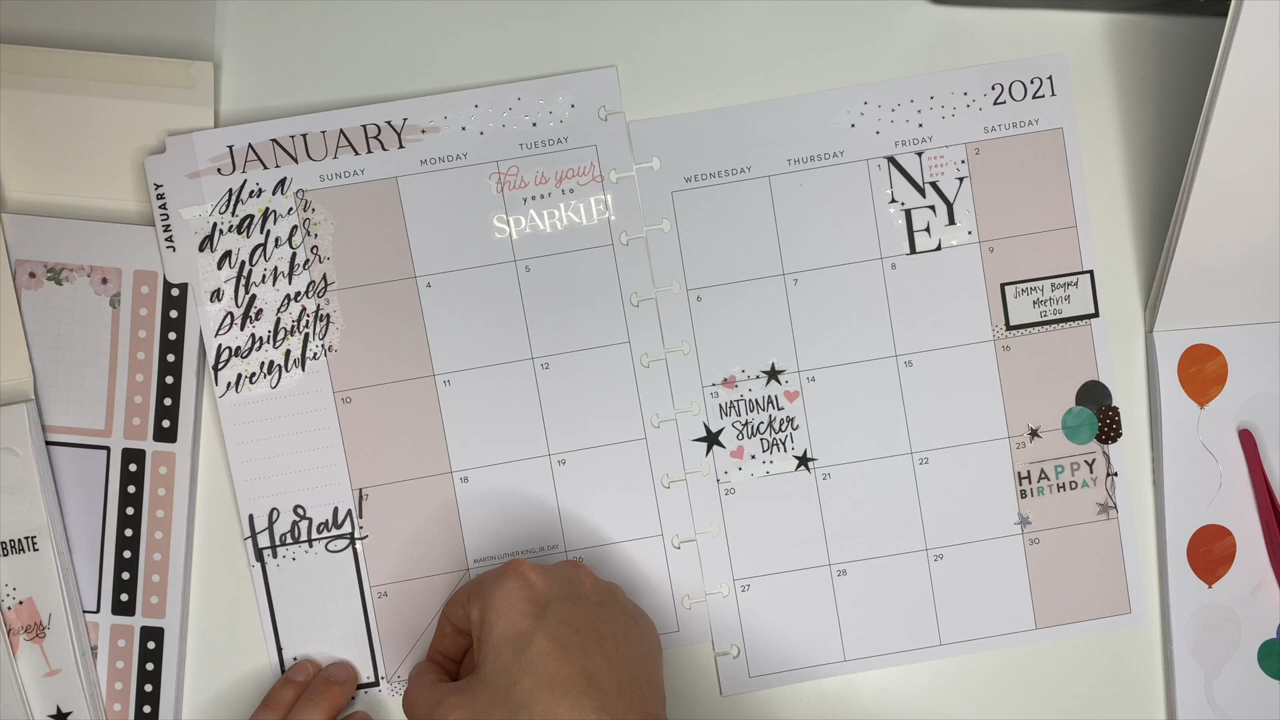 JANUARY
2021
JANUARY
SUNDAY
MONDAY
TUESDAY
WEDNESDAY
THURSDAY
FRIDAY
SATURDAY
She's a
dreamer,
a doer,
a thinker.
She sees
possibility
everywhere.
this is your
year to
SPARKLE!
1
NYE
new
year's
eve
2
3
4
5
6
7
8
9
JiMMY BoaRd
Meeting
12:00
10
11
12
13
NATIONAL
Sticker
DAY!
14
15
16
17
Hooray!
18
MARTIN LUTHER KING, JR. DAY
19
20
21
22
23
HAPPY
BIRTHDAY
24
26
27
28
29
30
EBRATE
heers!